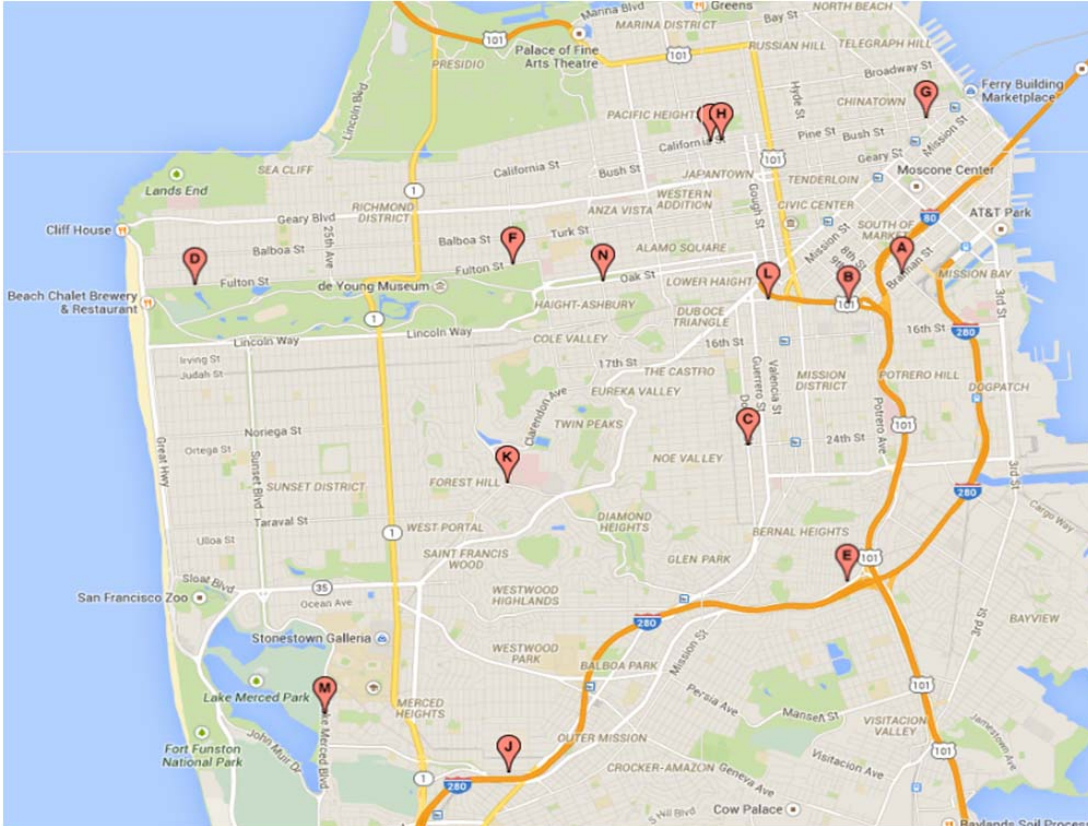 Marina Blvd
Greens
Bay St
NORTH BEACH
MARINA DISTRICT
101
Palace of Fine
Arts Theatre
RUSSIAN HILL
TELEGRAPH HILL
101
PRESIDIO
Broadway St
Lincoln Blvd
Hyde St
Ferry Building
Marketplace
G
CHINATOWN
PACIFIC HEIGHTS
H
Pine St
Bush St
Mission St
California St
101
Geary St
SEA CLIFF
California St
Bush St
JAPANTOWN
Moscone Center
Lands End
1
TENDERLOIN
WESTERN
ADDITION
Gough St
RICHMOND
DISTRICT
ANZA VISTA
CIVIC CENTER
80
AT&T Park
Geary Blvd
25th Ave
Turk St
SOUTH OF
MARKET
Cliff House
Balboa St
Balboa St
F
ALAMO SQUARE
Mission St
8th St
A
D
N
Fulton St
Oak St
9th
Brannan St
MISSION BAY
Fulton St
de Young Museum
LOWER HAIGHT
L
B
Beach Chalet Brewery
& Restaurant
HAIGHT-ASHBURY
101
3rd St
1
DUBOCE
TRIANGLE
16th St
280
Lincoln Way
Lincoln Way
COLE VALLEY
16th St
Irving St
Judah St
17th St
THE CASTRO
Guerrero St
Valencia St
MISSION
DISTRICT
POTRERO HILL
EUREKA VALLEY
DOGPATCH
Clarendon Ave
Do
Potrero Ave
TWIN PEAKS
C
101
Noriega St
24th St
Great Hwy
Ortega St
Sunset Blvd
K
NOE VALLEY
3rd St
SUNSET DISTRICT
FOREST HILL
280
Taraval St
DIAMOND
HEIGHTS
Cargo Way
WEST PORTAL
1
BERNAL HEIGHTS
Ulloa St
SAINT FRANCIS
WOOD
GLEN PARK
E
101
Sloat Blvd
35
WESTWOOD
HIGHLANDS
San Francisco Zoo
Ocean Ave
3rd St
280
BAYVIEW
Stonestown Galleria
WESTWOOD
PARK
Mission St
BALBOA PARK
Lake Merced Park
M
MERCED
HEIGHTS
Persia Ave
101
Mansell St
ke Merced Blvd
John Muir Dr
VISITACION
VALLEY
Jamestown Ave
Fort Funston
National Park
OUTER MISSION
J
101
CROCKER-AMAZON
Geneva Ave
Visitacion Ave
1
280
S Hill Blvd
Cow Palace
Baylands Soil Process